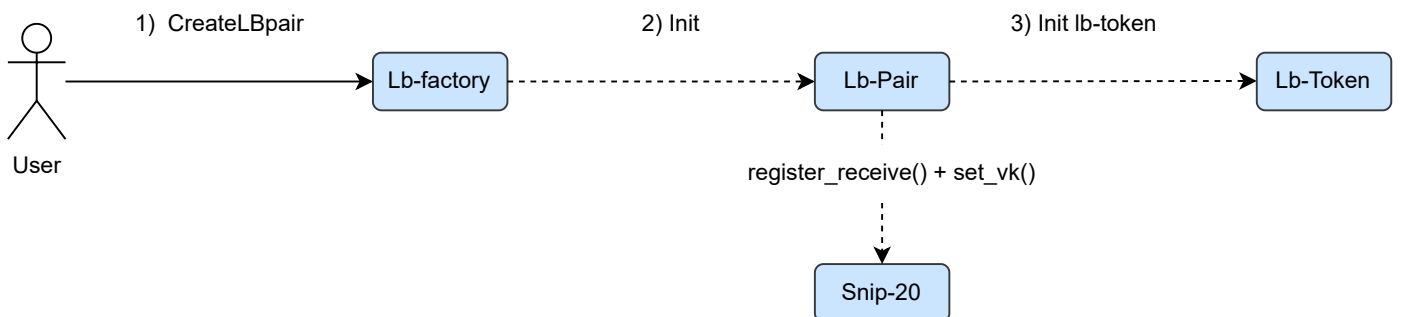 1)  CreateLBpair
2) Init
3) Init lb-token
Lb-factory
Lb-Pair
Lb-Token
User
register_receive() + set_vk()
Snip-20